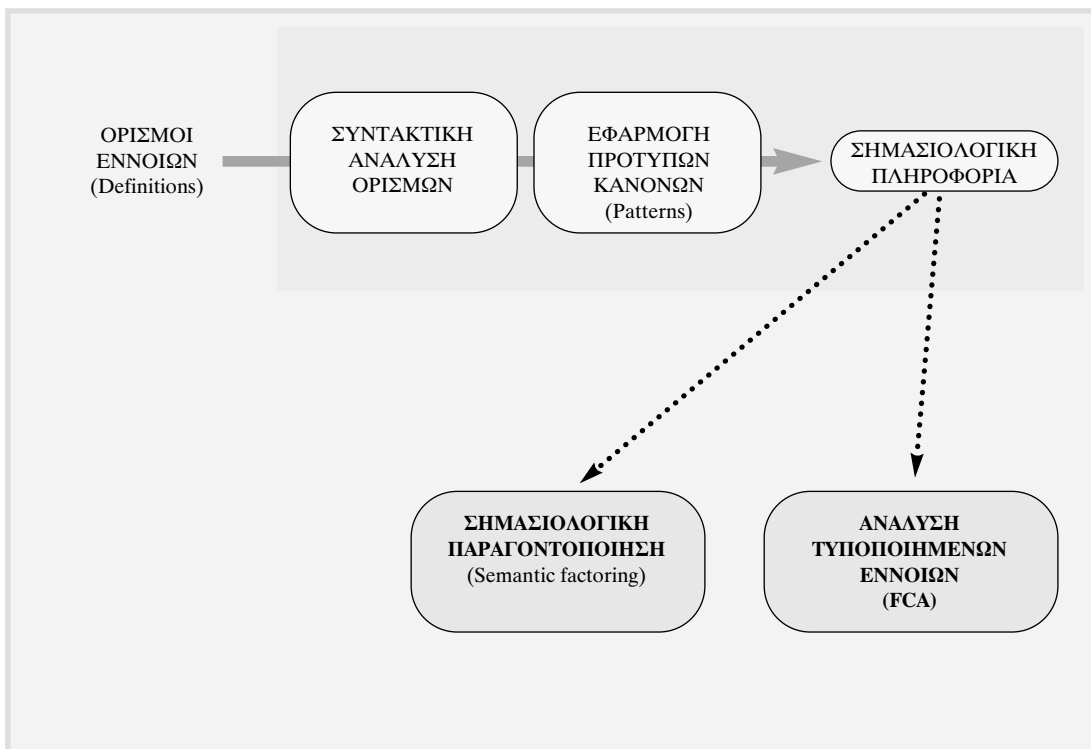 ΟΡΙΣΜΟΙ
ΕΝΝΟΙΩΝ
(Definitions)
ΣΥΝΤΑΚΤΙΚΗ
ΑΝΑΛΥΣΗ
ΟΡΙΣΜΩΝ
ΕΦΑΡΜΟΓΗ
ΠΡΟΤΥΠΩΝ
ΚΑΝΟΝΩΝ
(Patterns)
ΣΗΜΑΣΙΟΛΟΓΙΚΗ
ΠΛΗΡΟΦΟΡΙΑ
ΣΗΜΑΣΙΟΛΟΓΙΚΗ
ΠΑΡΑΓΟΝΤΟΠΟΙΗΣΗ
(Semantic factoring)
ΑΝΑΛΥΣΗ
ΤΥΠΟΠΟΙΗΜΕΝΩΝ
ΕΝΝΟΙΩΝ
(FCA)